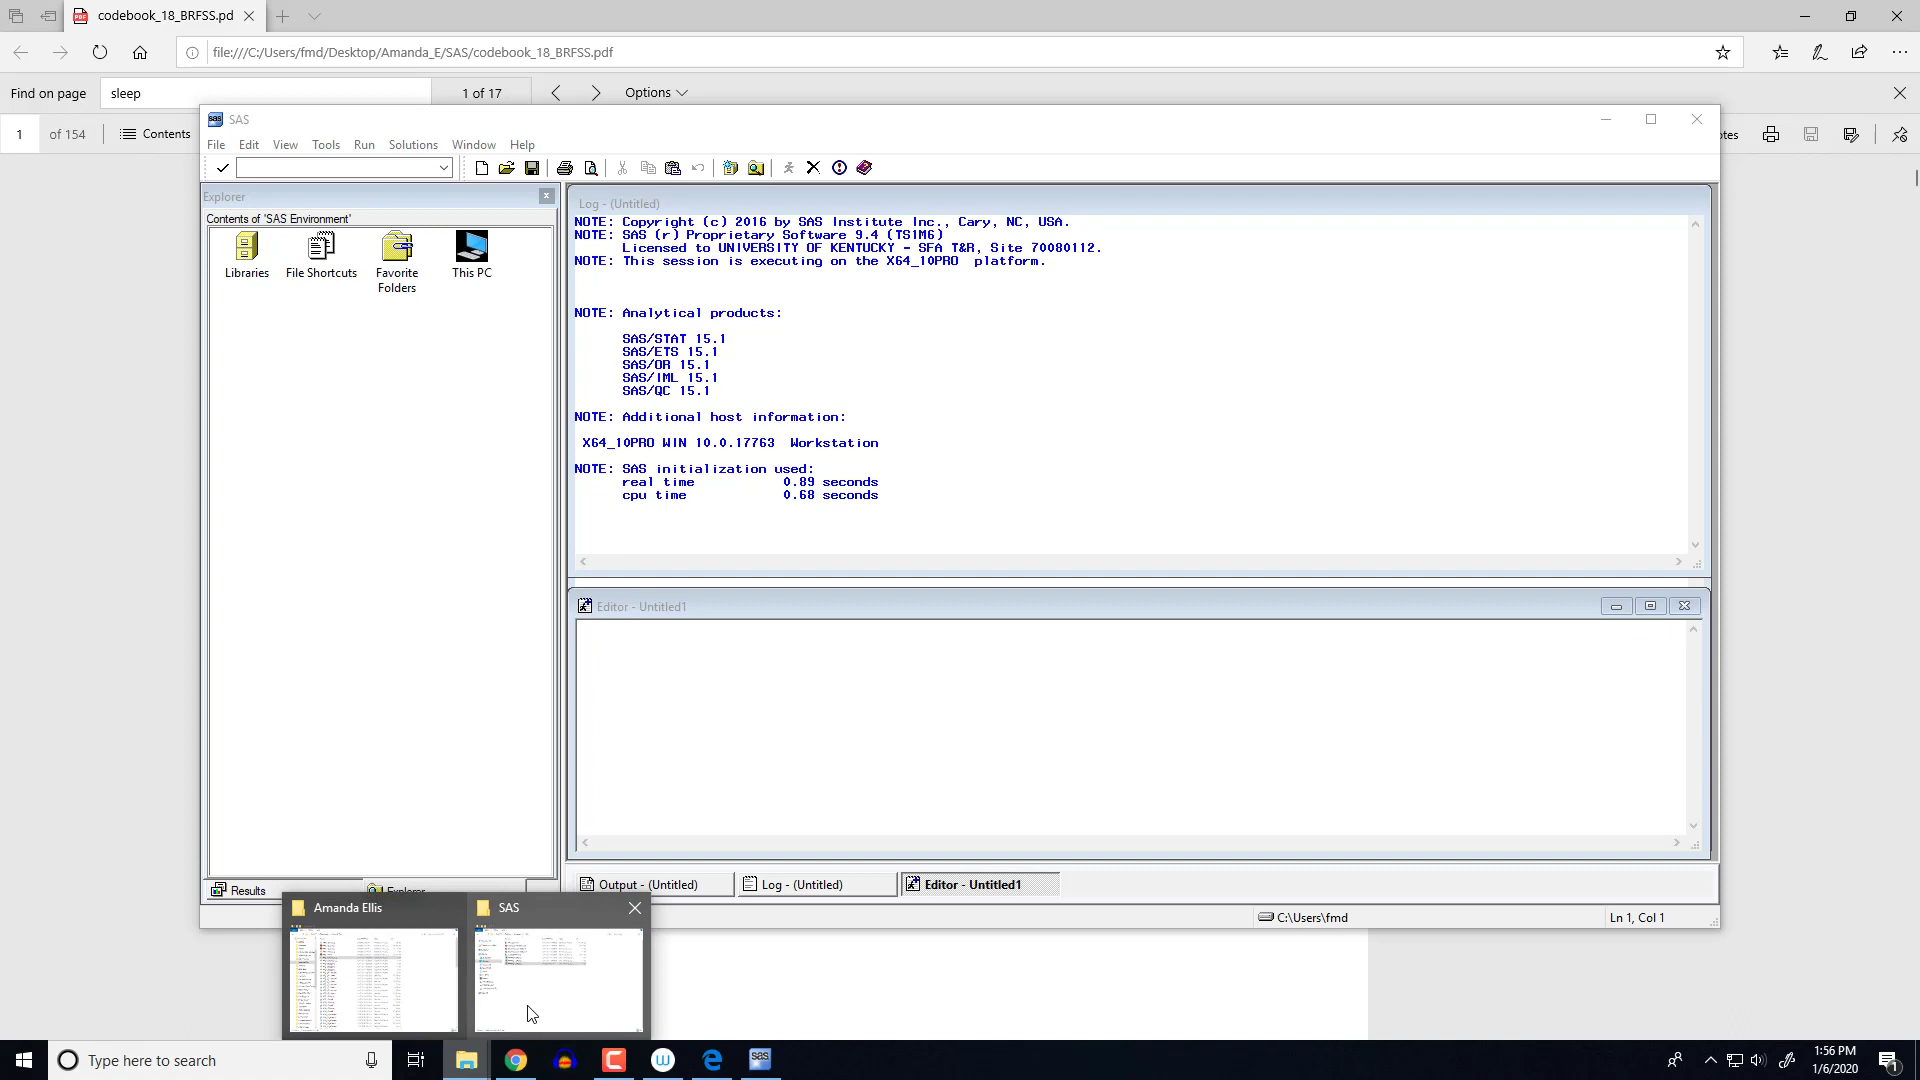 codebook_18_BRFSS.pd
file:///C:/Users/fmd/Desktop/Amanda_E/SAS/codebook_18_BRFSS.pdf
Find on page
sleep
1 of 17
Options
1 of 154
Contents
otes
SAS
File Edit View Tools Run Solutions Window Help
Explorer
Contents of 'SAS Environment'
Libraries
File Shortcuts
Favorite Folders
This PC
Log - (Untitled)
NOTE: Copyright (c) 2016 by SAS Institute Inc., Cary, NC, USA.
NOTE: SAS (r) Proprietary Software 9.4 (TS1M6)
Licensed to UNIVERSITY OF KENTUCKY - SFA T&R, Site 70080112.
NOTE: This session is executing on the X64_10PRO platform.
NOTE: Analytical products:
SAS/STAT 15.1
SAS/ETS 15.1
SAS/OR 15.1
SAS/IML 15.1
SAS/QC 15.1
NOTE: Additional host information:
X64_10PRO WIN 10.0.17763 Workstation
NOTE: SAS initialization used:
real time 0.89 seconds
cpu time 0.68 seconds
Editor - Untitled1
Results
Explorer
Output - (Untitled)
Log - (Untitled)
Editor - Untitled1
C:\Users\fmd
Ln 1, Col 1
Amanda Ellis
SAS
Type here to search
sas
1:56 PM
1/6/2020
1